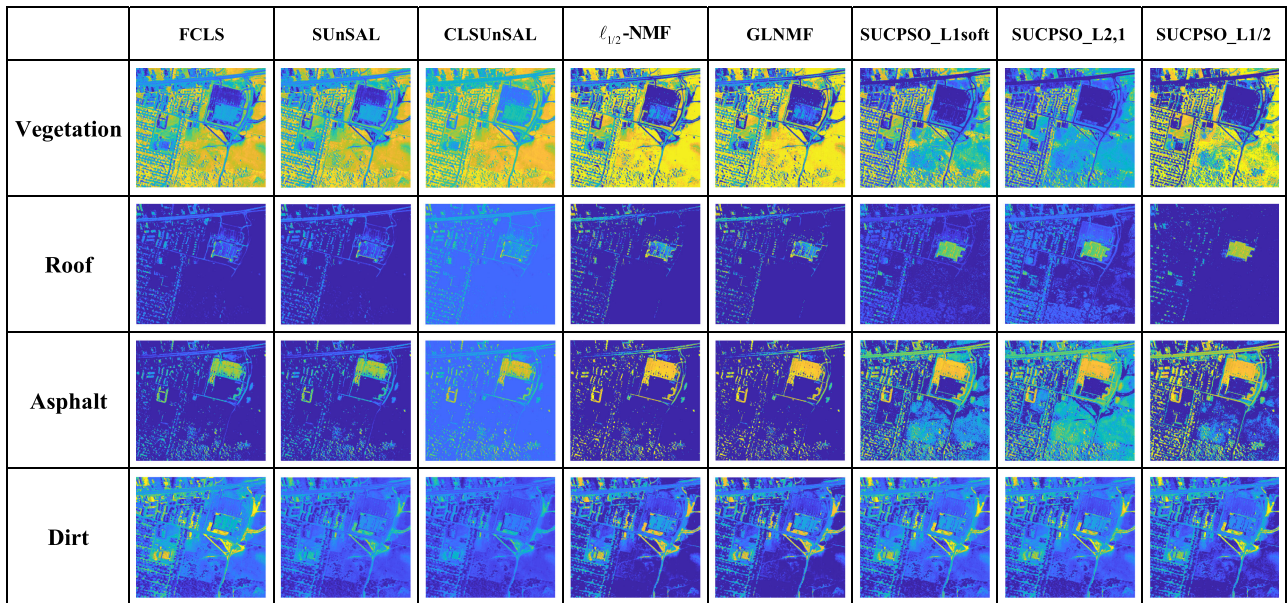 FCLS SUnSAL CLSUnSAL ℓ1/2-NMF GLNMF SUCPSO_L1soft SUCPSO_L2,1 SUCPSO_L1/2
Vegetation
Roof
Asphalt
Dirt